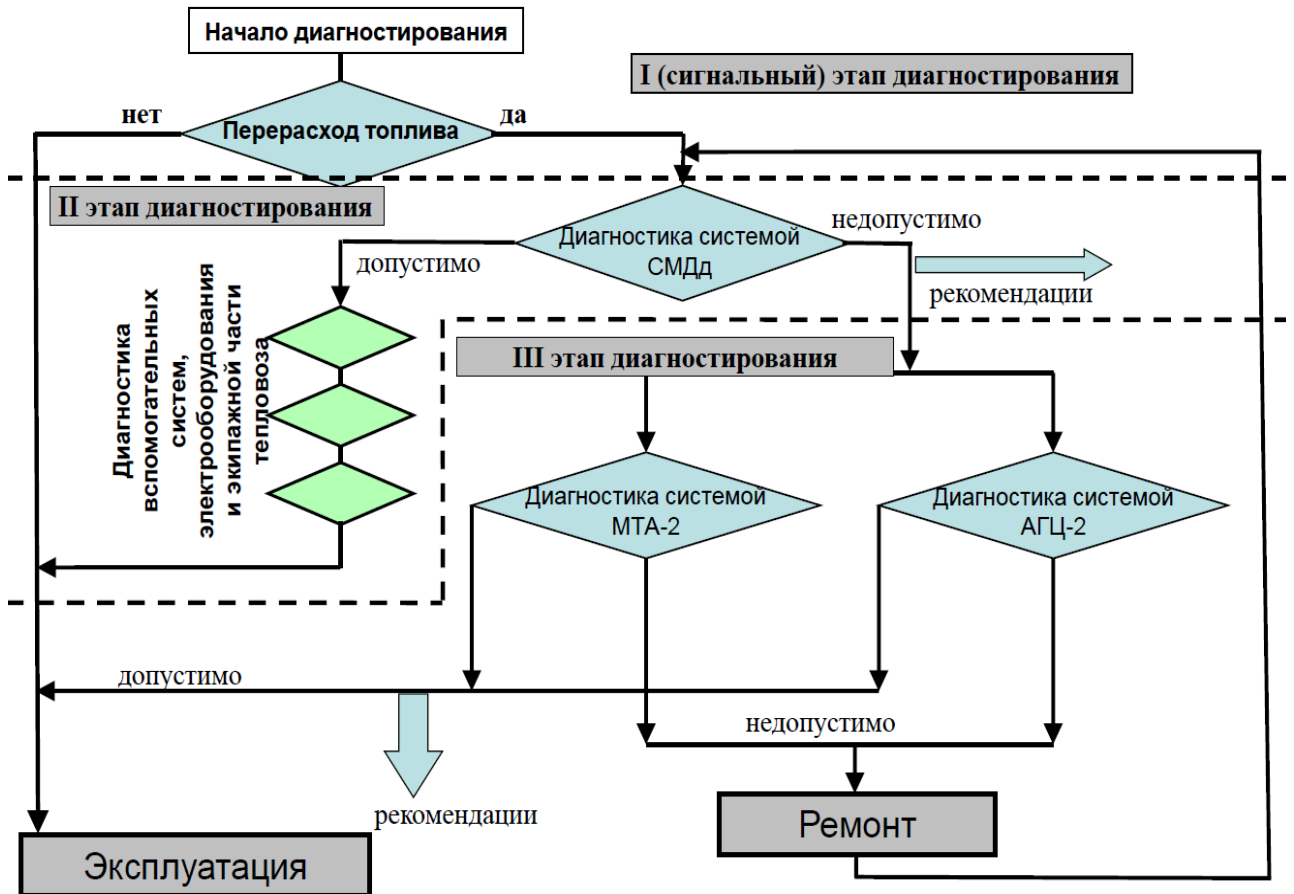 Начало диагностирования
I (сигнальный) этап диагностирования
нет
да
Перерасход топлива
II этап диагностирования
недопустимо
Диагностика системой
СМДд
допустимо
рекомендации
Диагностика
вспомогательных
систем,
электрооборудования
и экипажной части
тепловоза
III этап диагностирования
Диагностика системой
МТА-2
Диагностика системой
АГЦ-2
допустимо
недопустимо
рекомендации
Ремонт
Эксплуатация